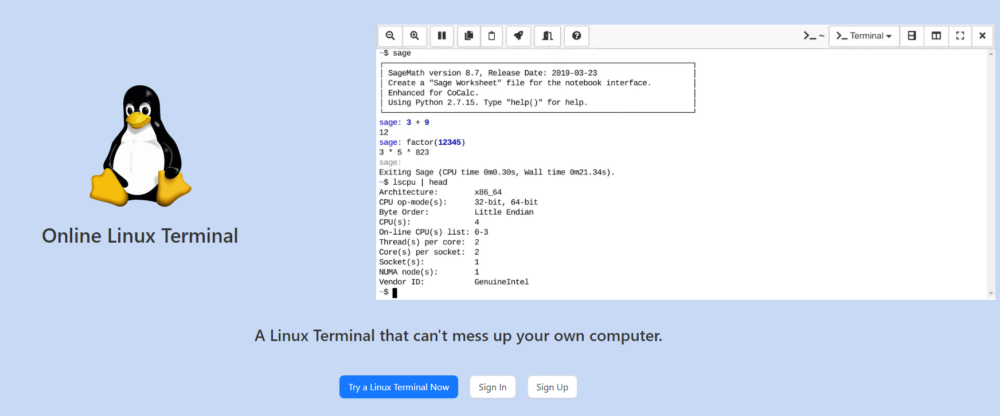 ~ Terminal
~$ sage
SageMath version 8.7, Release Date: 2019-03-23
Create a "Sage Worksheet" file for the notebook interface.
Enhanced for CoCalc.
Using Python 2.7.15. Type "help()" for help.
sage: 3 + 9
12
sage: factor(12345)
3 * 5 * 823
sage:
Exiting Sage (CPU time 0m0.30s, Wall time 0m21.34s).
~$ lscpu | head
Architecture: x86_64
CPU op-mode(s): 32-bit, 64-bit
Byte Order: Little Endian
CPU(s): 4
On-line CPU(s) list: 0-3
Thread(s) per core: 2
Core(s) per socket: 2
Socket(s): 1
NUMA node(s): 1
Vendor ID: GenuineIntel
~$
Online Linux Terminal
A Linux Terminal that can't mess up your own computer.
Try a Linux Terminal Now Sign In Sign Up